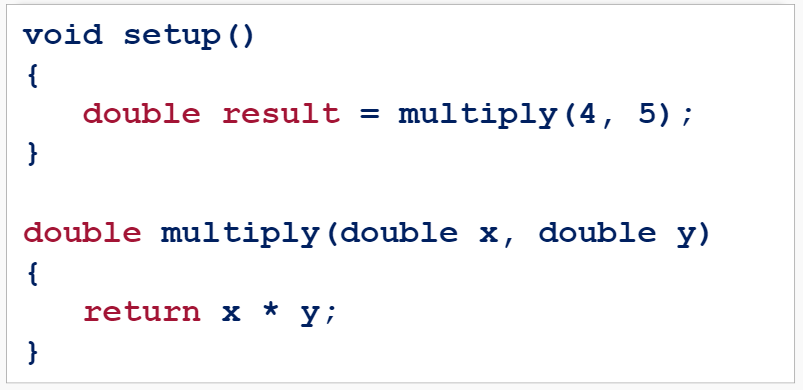 void setup()
{
   double result = multiply(4, 5);
}

double multiply(double x, double y)
{
   return x * y;
}